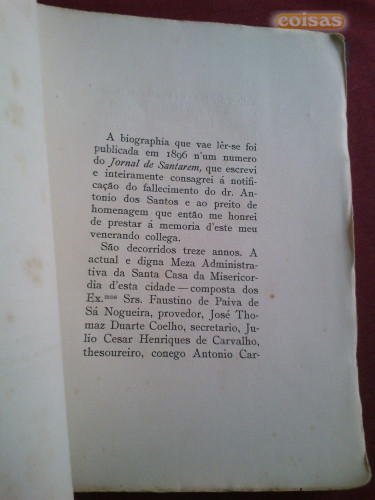 coisas
A biographia que vae lêr-se foi
publicada em 1896 n'um numero
do Jornal de Santarem, que escrevi
e inteiramente consagrei á notifi-
cação do fallecimento do dr. An-
tonio dos Santos e ao preito de
homenagem que então me honrei
de prestar á memoria d'este meu
venerando collega.
São decorridos treze annos. A
actual e digna Meza Administra-
tiva da Santa Casa da Misericor-
dia d'esta cidade — composta dos
Ex.mos Srs. Faustino de Paiva de
Sá Nogueira, provedor, José Tho-
maz Duarte Coelho, secretario, Ju-
lio Cesar Henriques de Carvalho,
thesoureiro, conego Antonio Car-